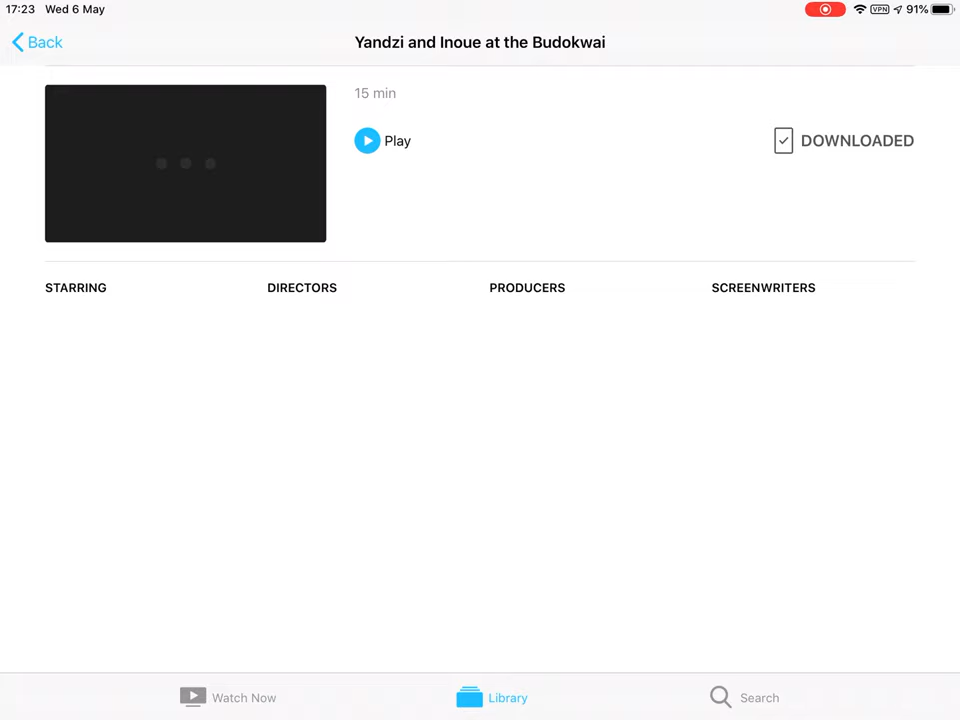 17:23 Wed 6 May
VPN 91%
Back
Yandzi and Inoue at the Budokwai
15 min
Play
DOWNLOADED
STARRING DIRECTORS PRODUCERS SCREENWRITERS
Watch Now Library Search